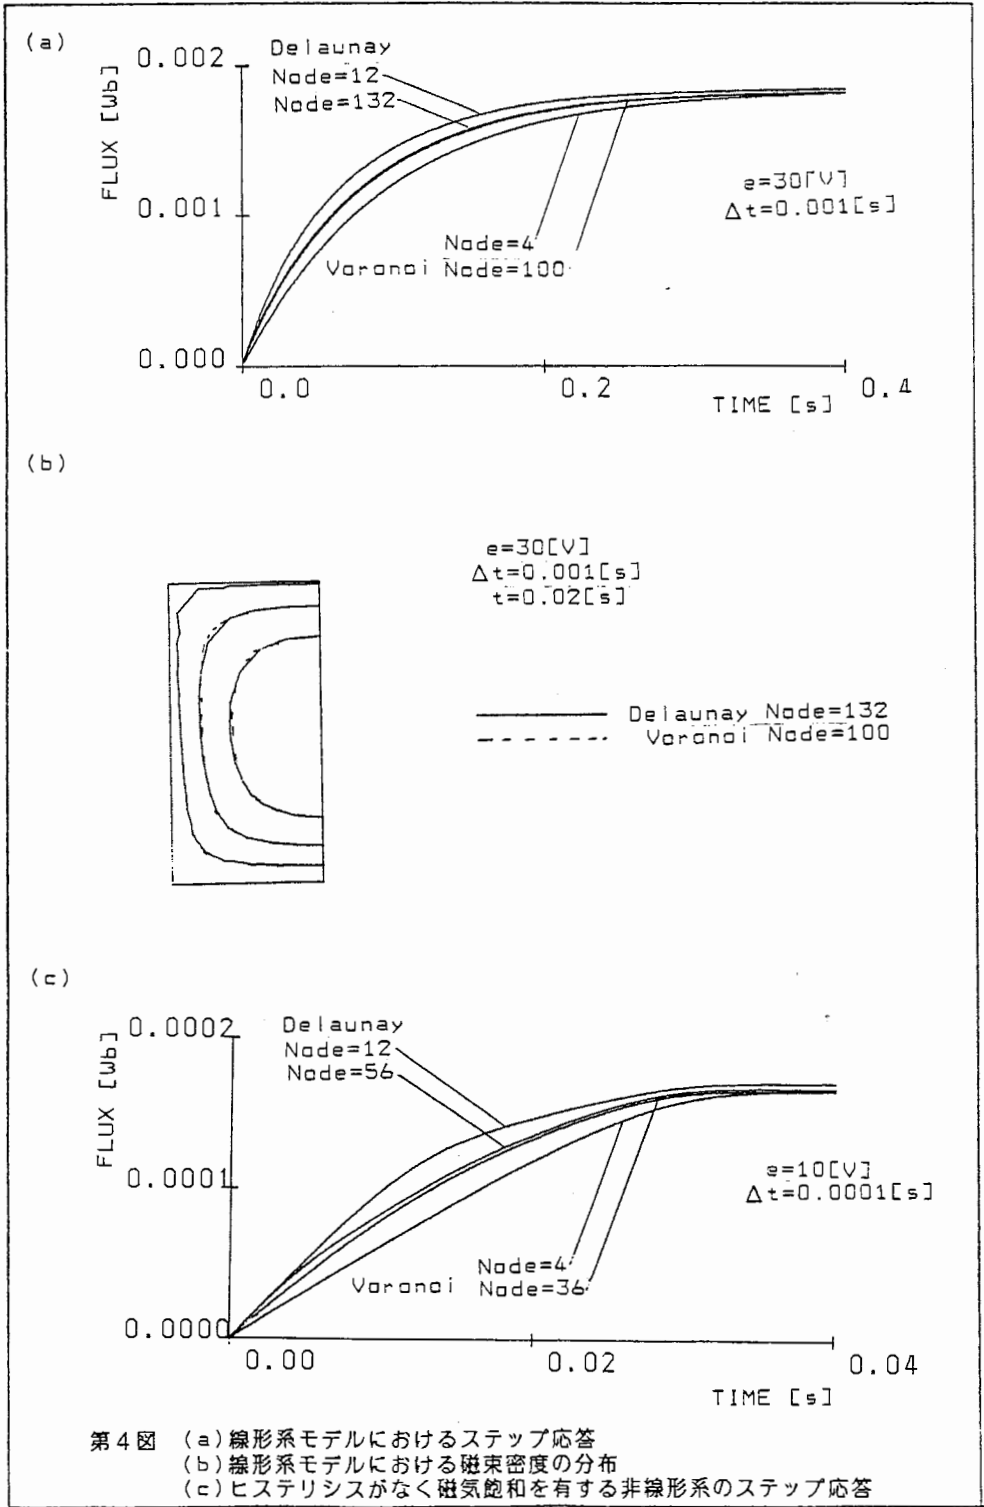 (a)
0.002
Delaunay
Node=12
Node=132
FLUX [Wb]
0.001
e=30[V]
Δt=0.001[s]
Node=4
Voronoi Node=100
0.000
0.0
0.2
0.4
TIME [s]
(b)
e=30[V]
Δt=0.001[s]
t=0.02[s]
Delaunay Node=132
Voronoi Node=100
(c)
0.0002
Delaunay
Node=12
Node=56
FLUX [Wb]
0.0001
e=10[V]
Δt=0.0001[s]
Node=4
Voronoi Node=36
0.0000
0.00
0.02
0.04
TIME [s]
第4図 (a)線形系モデルにおけるステップ応答
(b)線形系モデルにおける磁束密度の分布
(c)ヒステリシスがなく磁気飽和を有する非線形系のステップ応答